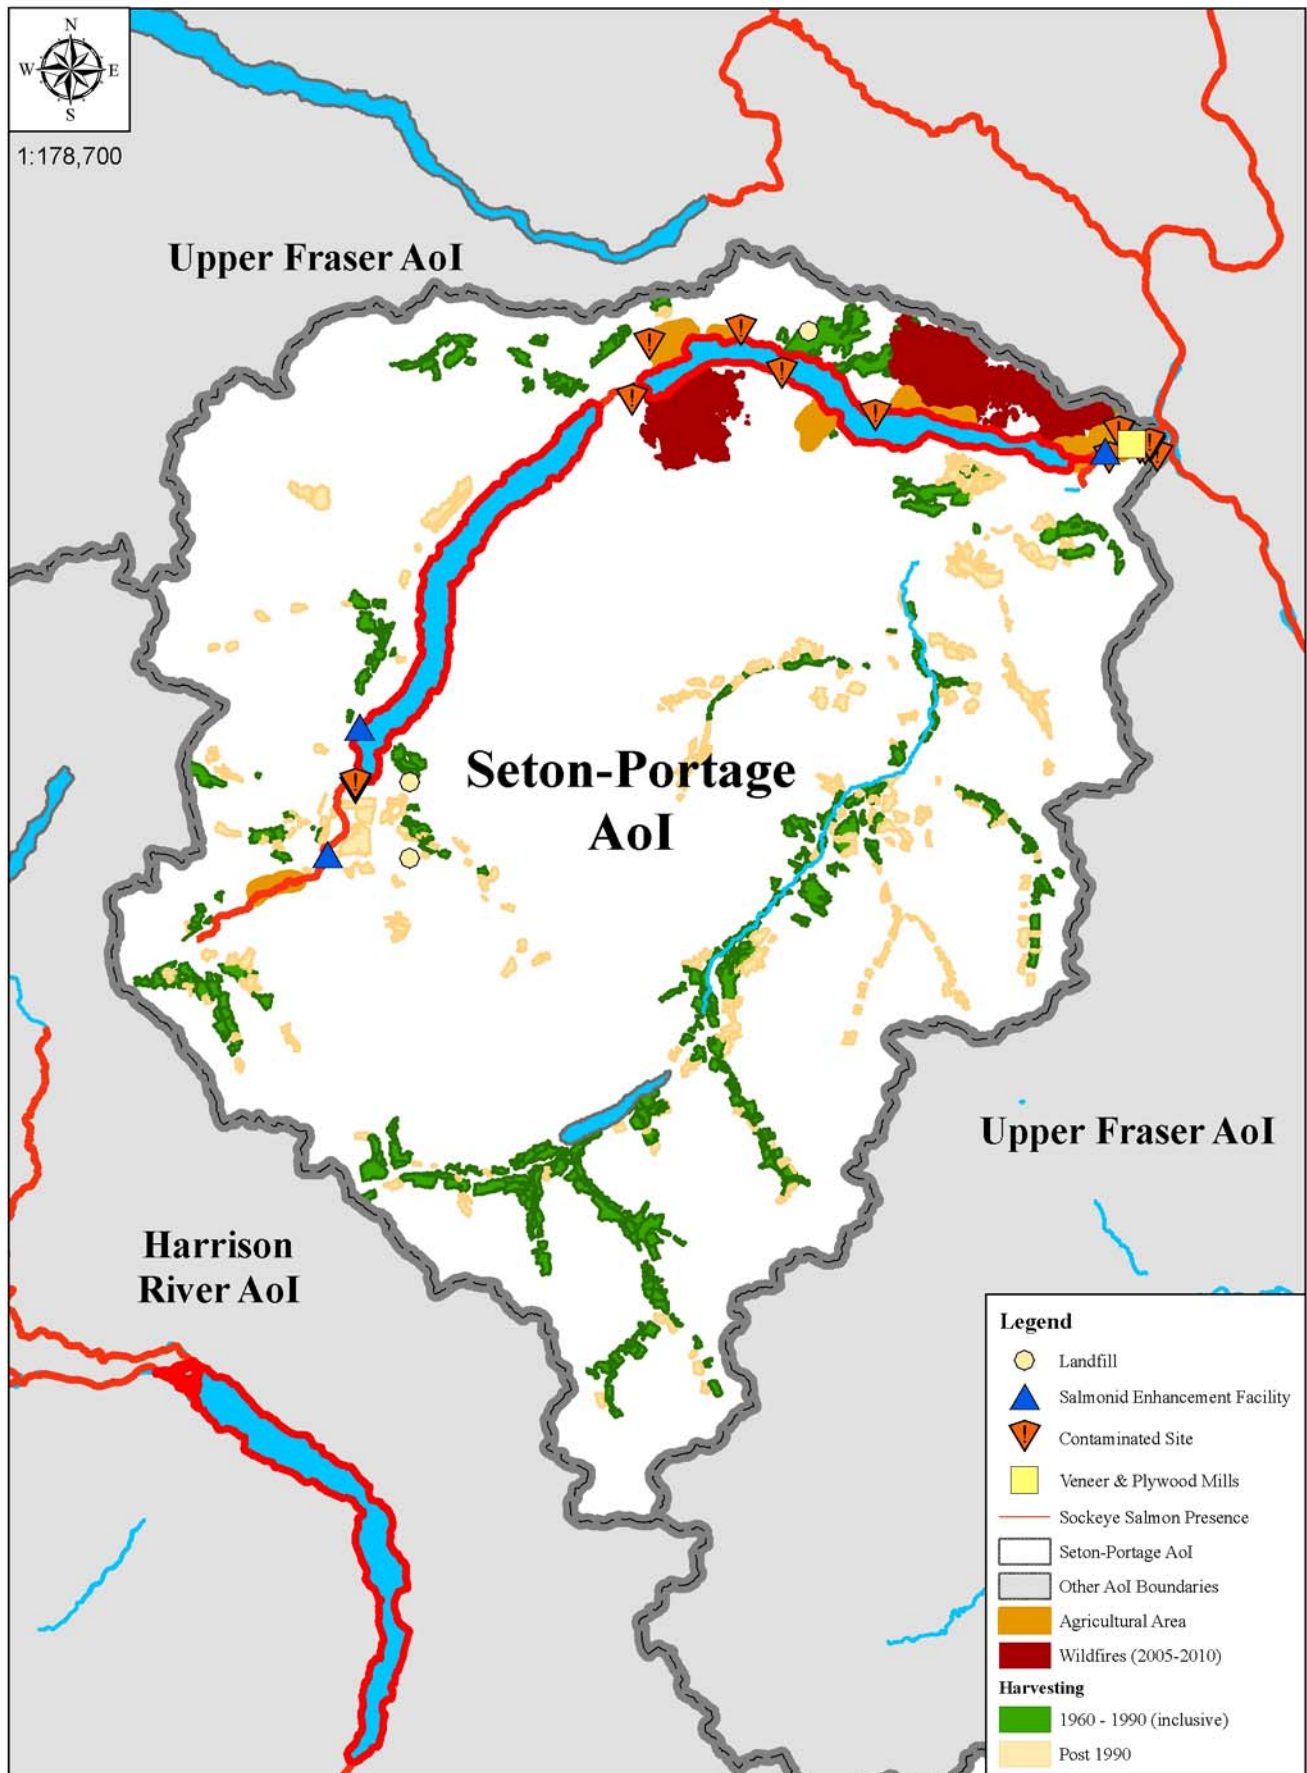 N
W E
S
1:178,700
Upper Fraser AoI
Seton-Portage
AoI
Upper Fraser AoI
Harrison
River AoI
Legend
Landfill
Salmonid Enhancement Facility
! Contaminated Site
Veneer & Plywood Mills
Sockeye Salmon Presence
Seton-Portage AoI
Other AoI Boundaries
Agricultural Area
Wildfires (2005-2010)
Harvesting
1960 - 1990 (inclusive)
Post 1990